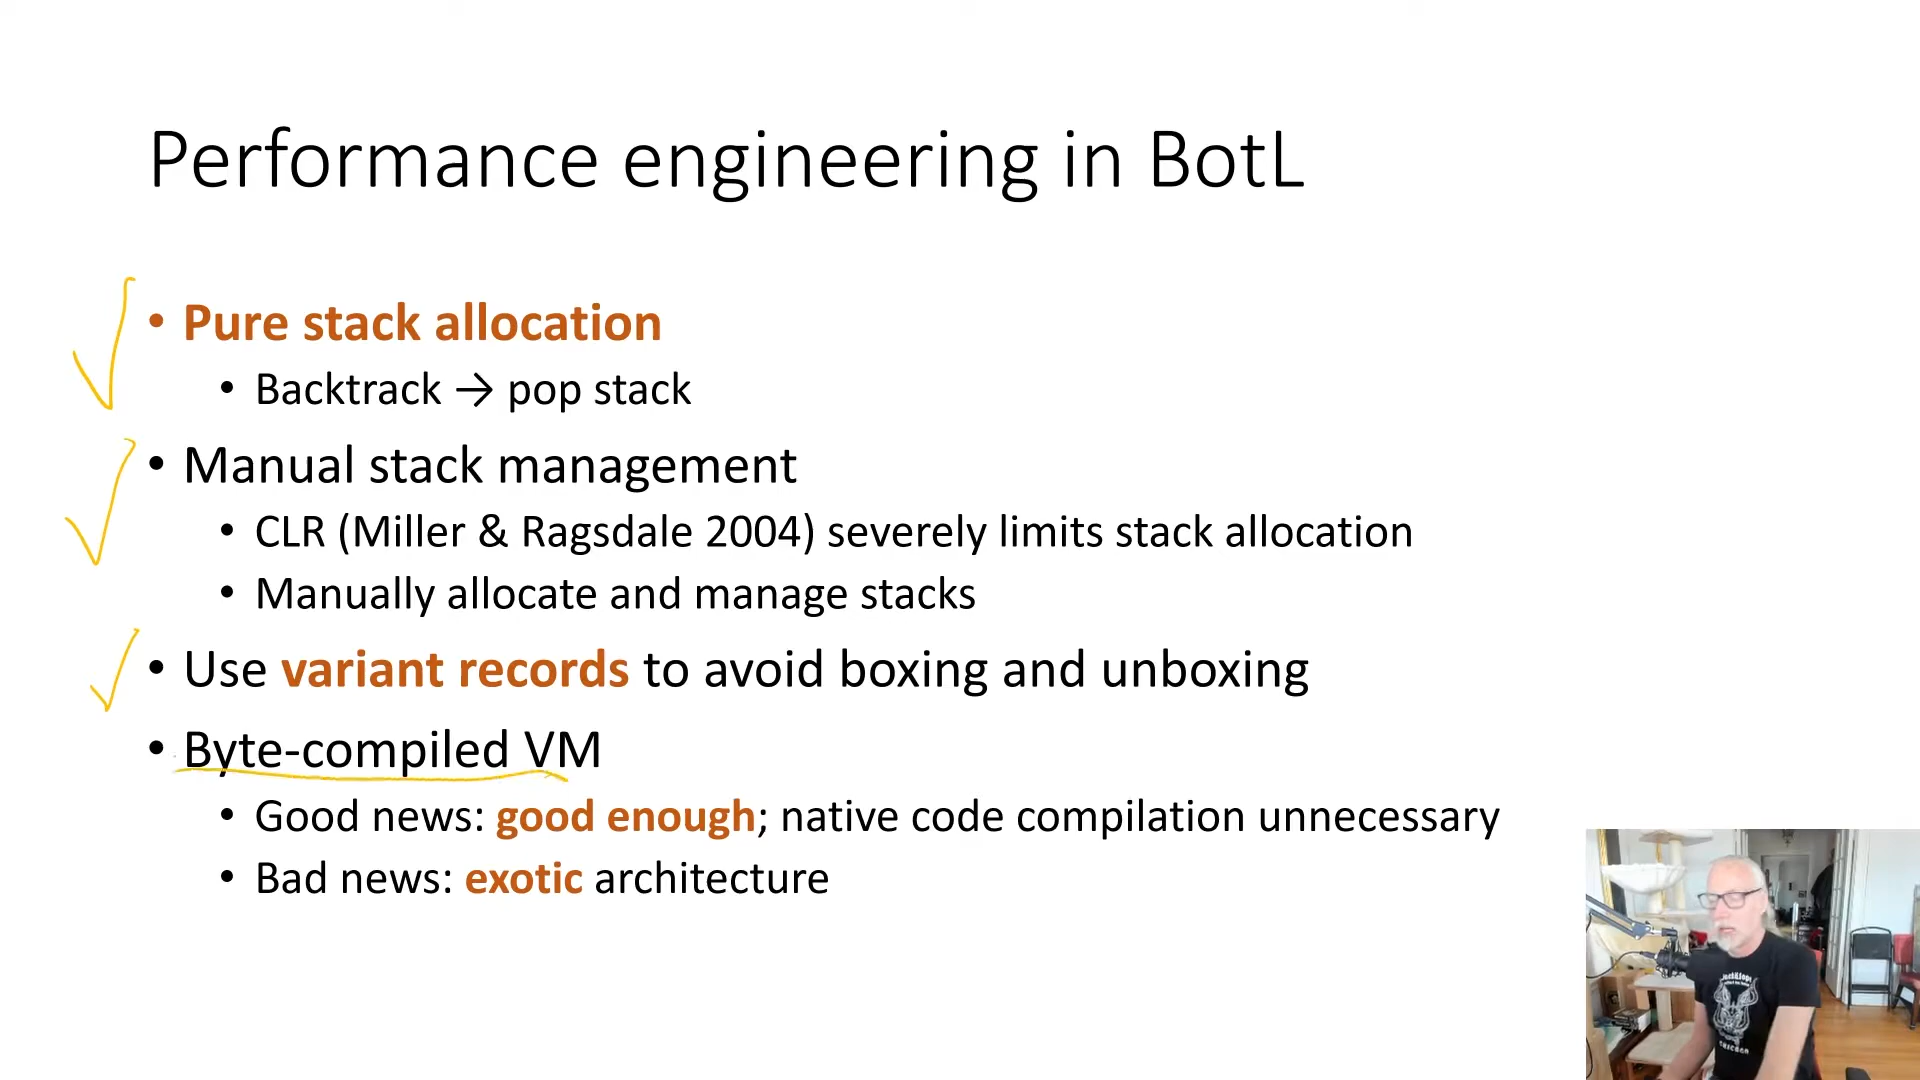 Performance engineering in BotL
• Pure stack allocation
• Backtrack → pop stack
• Manual stack management
• CLR (Miller & Ragsdale 2004) severely limits stack allocation
• Manually allocate and manage stacks
• Use variant records to avoid boxing and unboxing
• Byte-compiled VM
• Good news: good enough; native code compilation unnecessary
• Bad news: exotic architecture